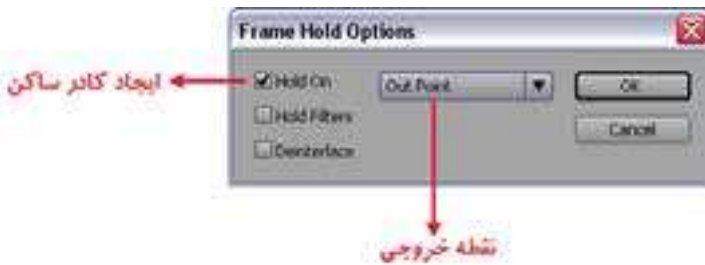 Frame Hold Options
ایجاد کادر ساکن
Hold On
Out Point
OK
Hold Filters
Cancel
Deinterlace
نقطه خروجی